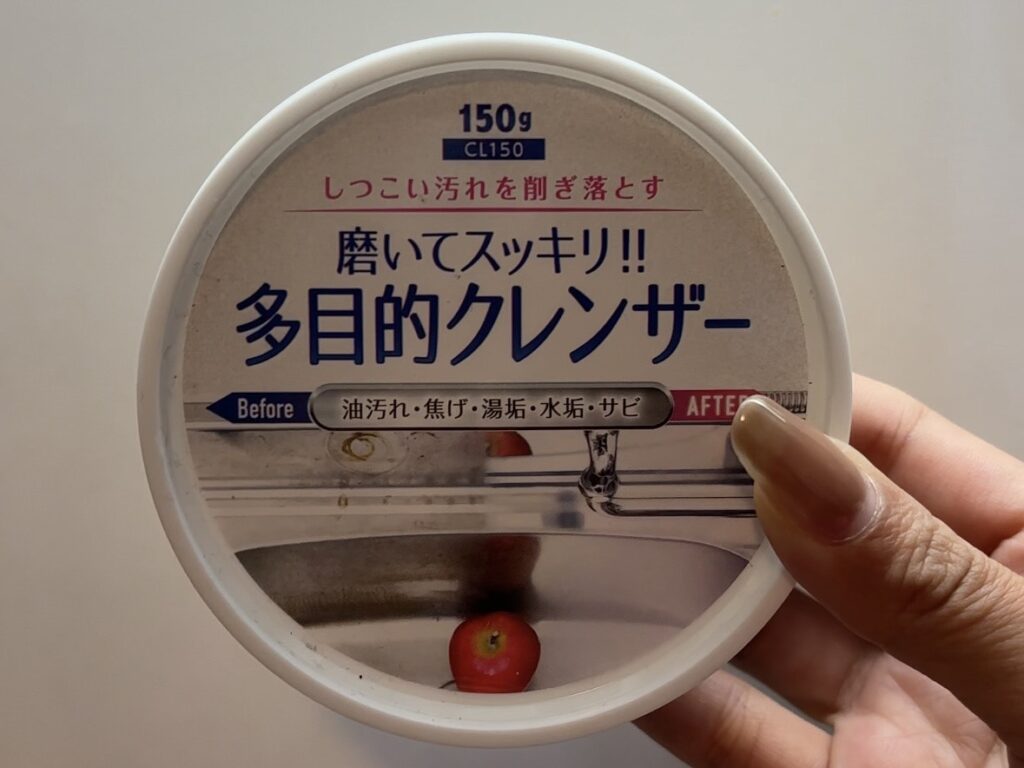 150g
CL150
しつこい汚れを削ぎ落とす
磨いてスッキリ!!
多目的クレンザー
Before 油汚れ・焦げ・湯垢・水垢・サビ AFTER